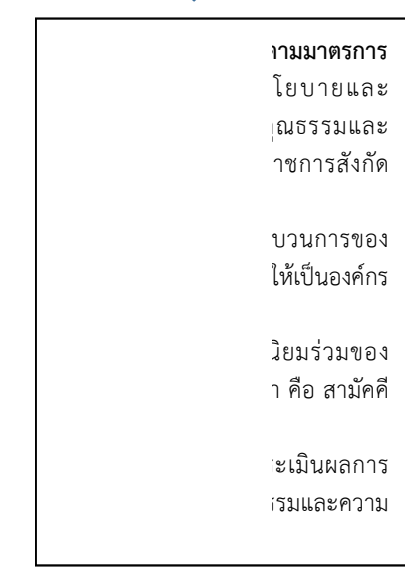 ตามมาตรการ
โยบายและ
คุณธรรมและ
าชการสังกัด
บวนการของ
ให้เป็นองค์กร
นิยมร่วมของ
า คือ สามัคคี
ะเมินผลการ
รรมและความ